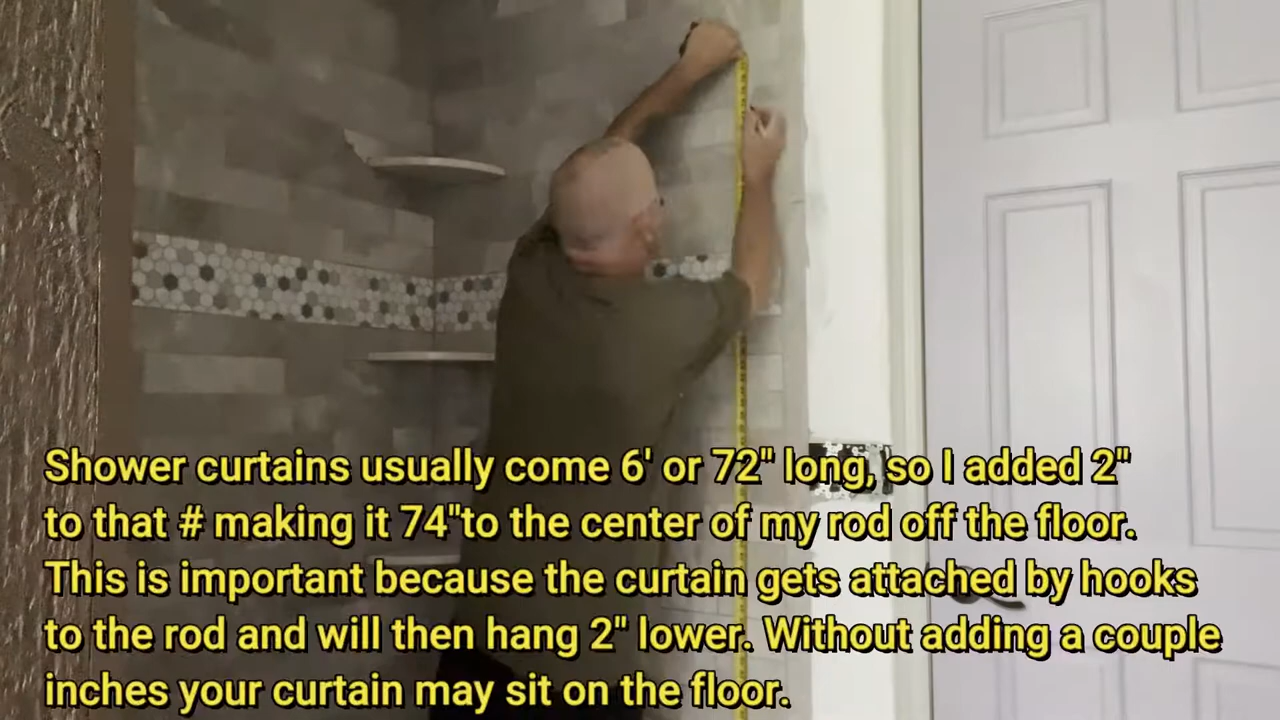 Shower curtains usually come 6' or 72" long, so I added 2"
to that # making it 74"to the center of my rod off the floor.
This is important because the curtain gets attached by hooks
to the rod and will then hang 2" lower. Without adding a couple
inches your curtain may sit on the floor.